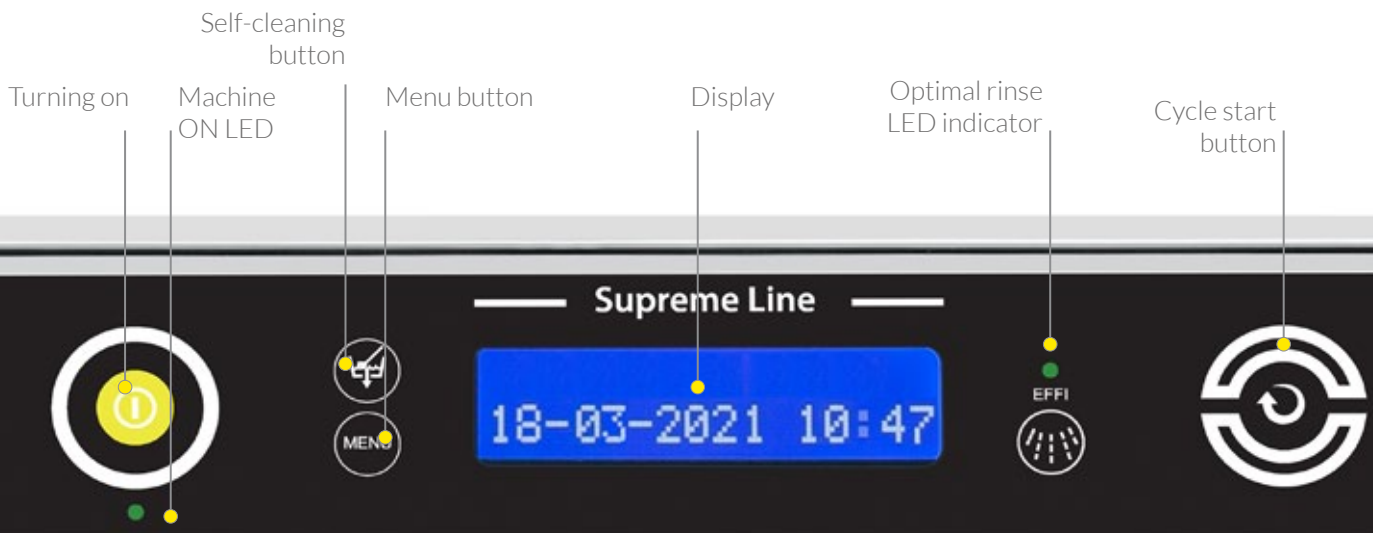 Self-cleaning
button
Turning on
Machine
ON LED
Menu button
Display
Optimal rinse
LED indicator
Cycle start
button
Supreme Line
18-03-2021 10:47
EFFI
MENU